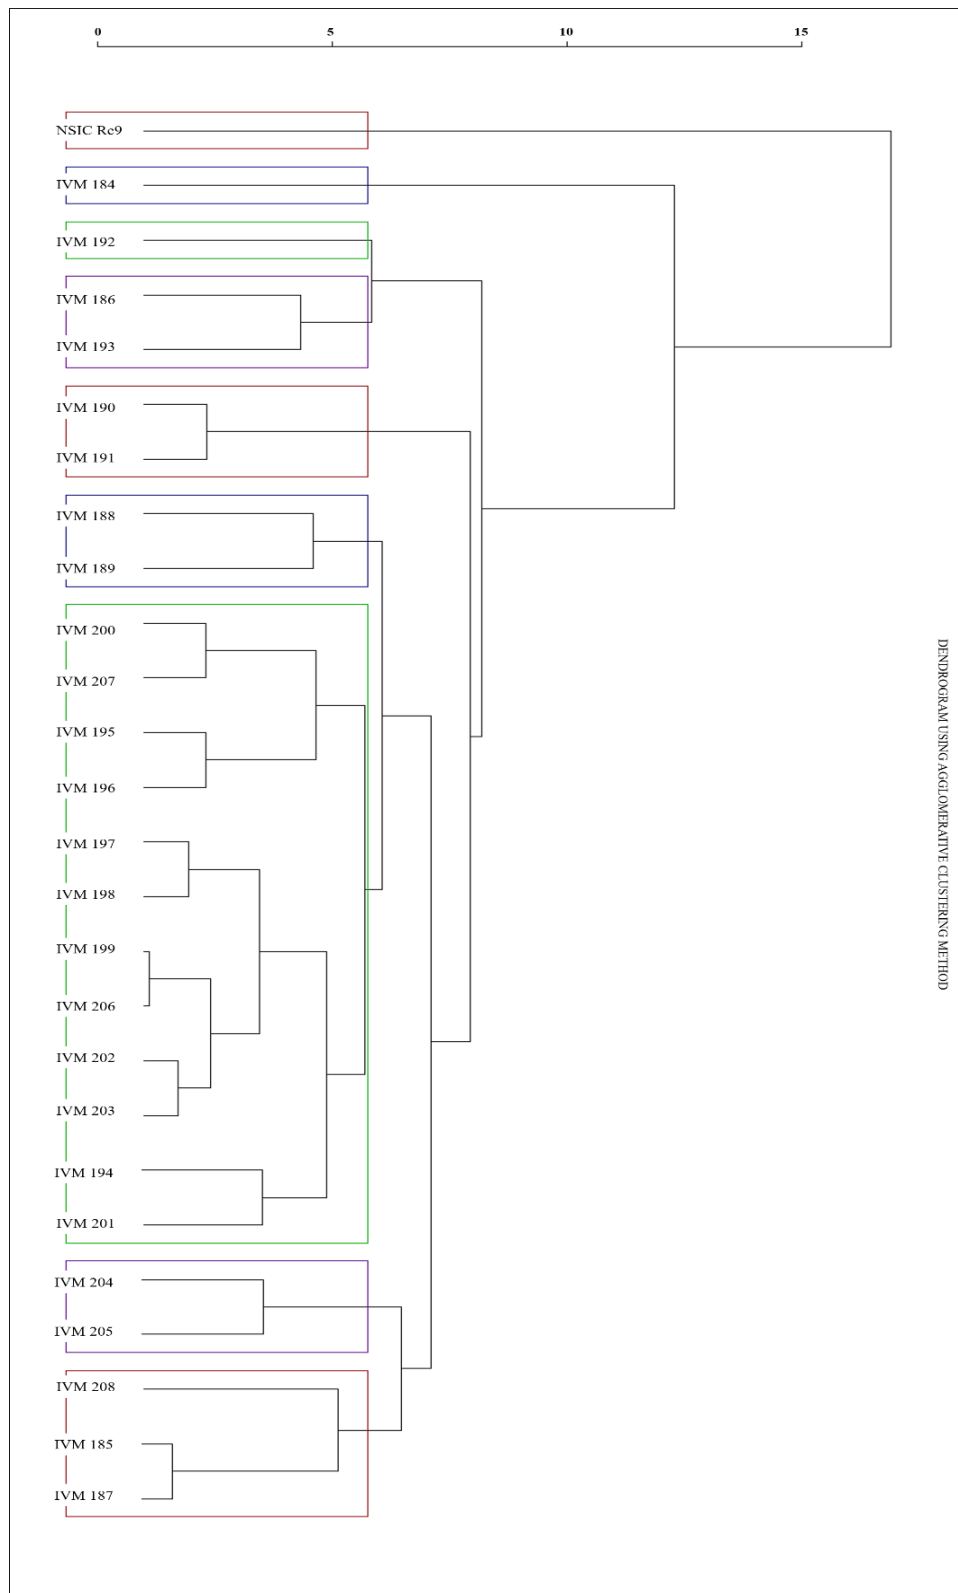 0 5 10 15
NSIC Rc9
IVM 184
IVM 192
IVM 186
IVM 193
IVM 190
IVM 191
IVM 188
IVM 189
IVM 200
IVM 207
IVM 195
IVM 196
IVM 197
IVM 198
IVM 199
IVM 206
IVM 202
IVM 203
IVM 194
IVM 201
IVM 204
IVM 205
IVM 208
IVM 185
IVM 187
DENDROGRAM USING AGGLOMERATIVE CLUSTERING METHOD